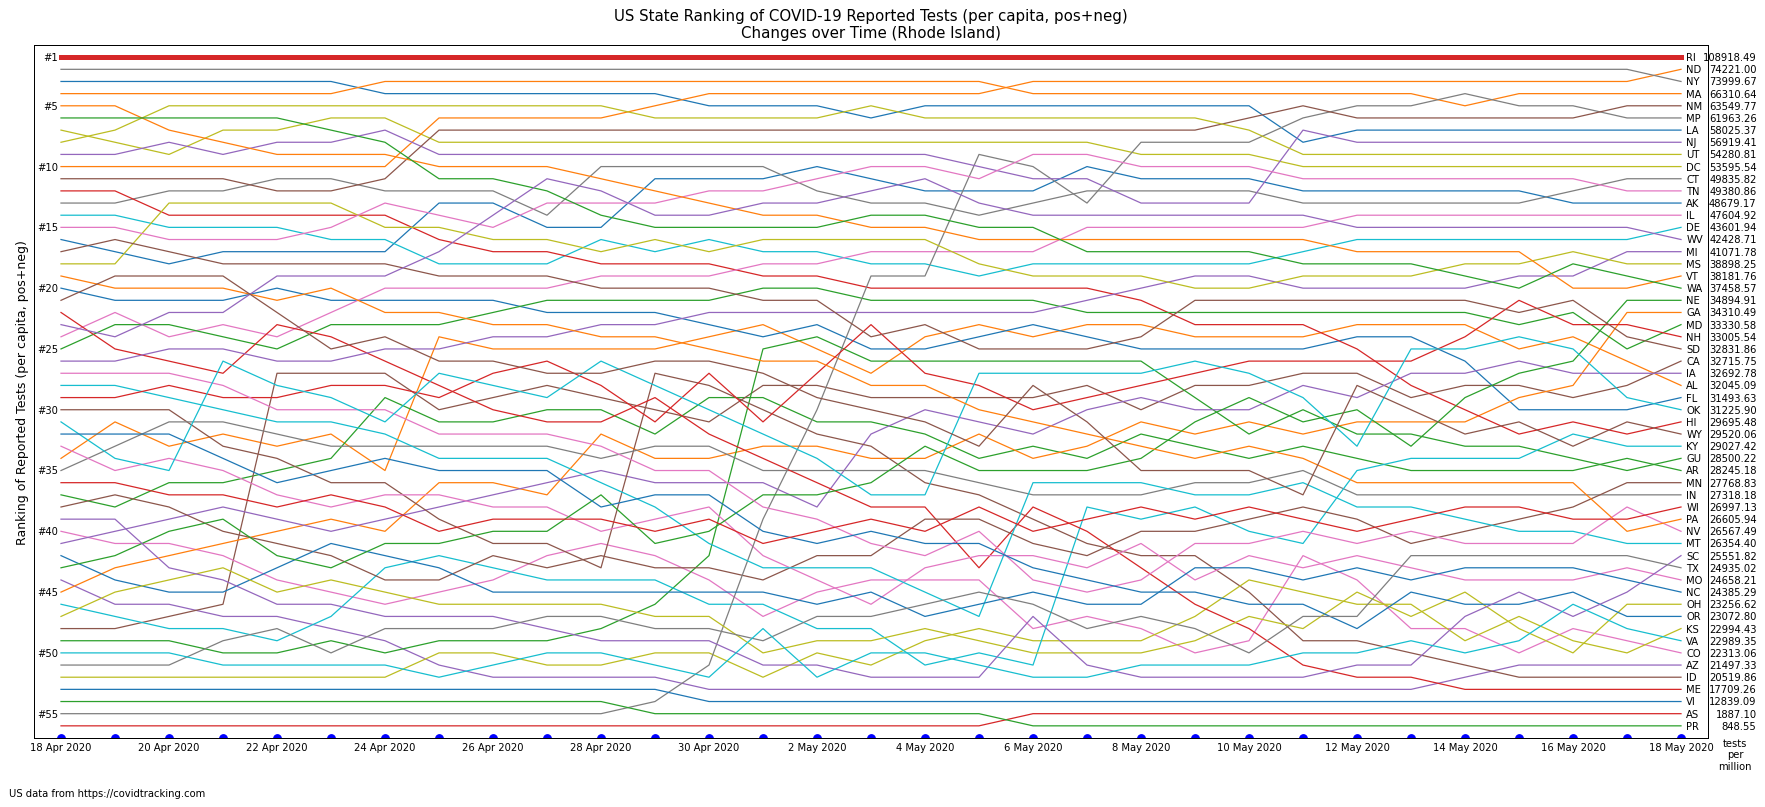 US State Ranking of COVID-19 Reported Tests (per capita, pos+neg)
Changes over Time (Rhode Island)
Ranking of Reported Tests (per capita, pos+neg)
#1
#5
#10
#15
#20
#25
#30
#35
#40
#45
#50
#55
RI 108918.49
ND 74221.00
NY 73999.67
MA 66310.64
NM 63549.77
MP 61963.26
LA 58025.37
NJ 56919.41
UT 54280.81
DC 53595.54
CT 49835.82
TN 49380.86
AK 48679.17
IL 47604.92
DE 43601.94
WV 42428.71
MI 41071.78
MS 38898.25
VT 38181.76
WA 37458.57
NE 34894.91
GA 34310.49
MD 33330.58
NH 33005.54
SD 32831.86
CA 32715.75
IA 32692.78
AL 32045.09
FL 31493.63
OK 31225.90
HI 29695.48
WY 29520.06
KY 29027.42
GU 28500.22
AR 28245.18
MN 27768.83
IN 27318.18
WI 26997.13
PA 26605.94
NV 26567.49
MT 26354.40
SC 25551.82
TX 24935.02
MO 24658.21
NC 24385.29
OH 23256.62
OR 23072.80
KS 22994.43
VA 22989.35
CO 22313.06
AZ 21497.33
ID 20519.86
ME 17709.26
VI 12839.09
AS 1887.10
PR 848.55
18 Apr 2020 20 Apr 2020 22 Apr 2020 24 Apr 2020 26 Apr 2020 28 Apr 2020 30 Apr 2020 2 May 2020 4 May 2020 6 May 2020 8 May 2020 10 May 2020 12 May 2020 14 May 2020 16 May 2020 18 May 2020
tests
per
million
US data from https://covidtracking.com